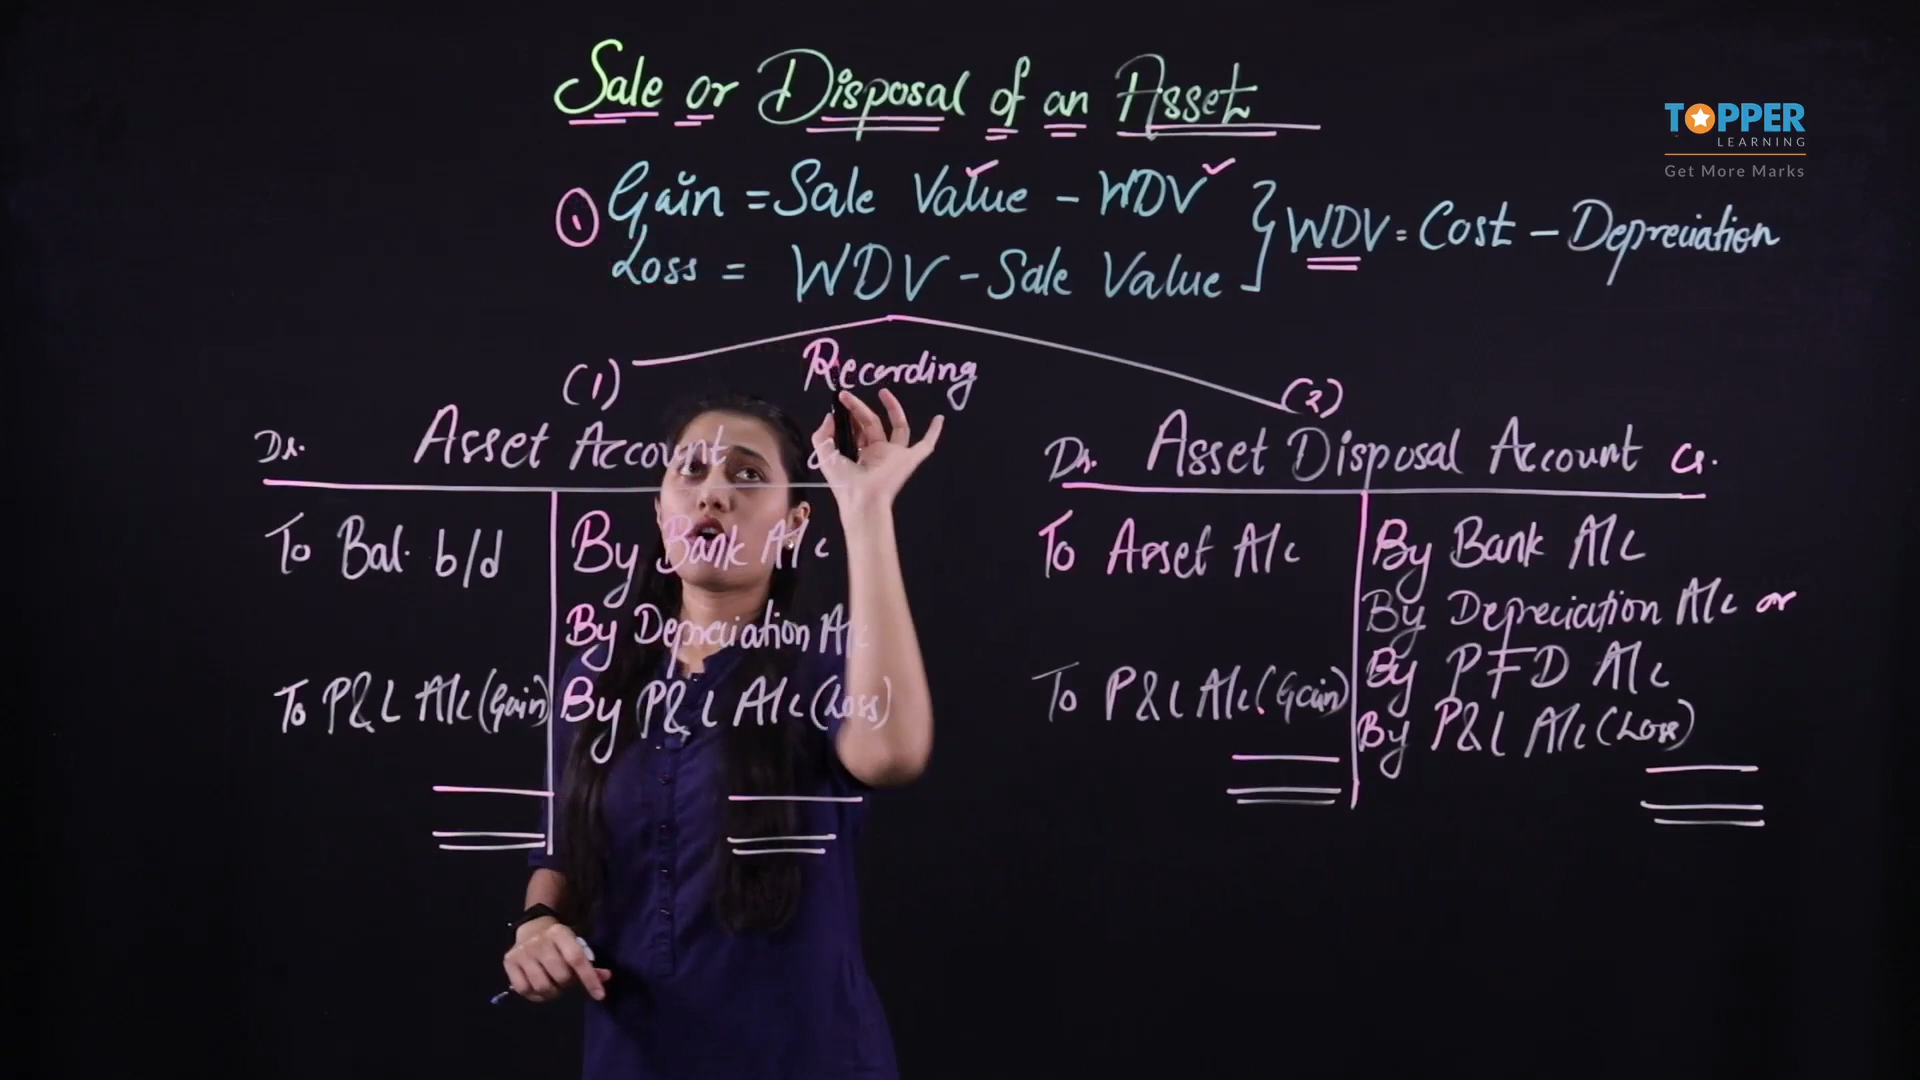 Sale or Disposal of an Asset
TOPPER
LEARNING
Get More Marks
① Gain = Sale Value - WDV
Loss = WDV - Sale Value
WDV = Cost - Depreciation
Recording
(1)
Dr. Asset Account Cr
To Bal. b/d
To P&L A/c (Gain)
By Bank A/c
By Depreciation A/c
By P&L A/c (Loss)
(2)
Dr. Asset Disposal Account Cr.
To Asset A/c
To P&L A/c (Gain)
By Bank A/c
By Depreciation A/c or
By PFD A/c
By P&L A/c (Loss)